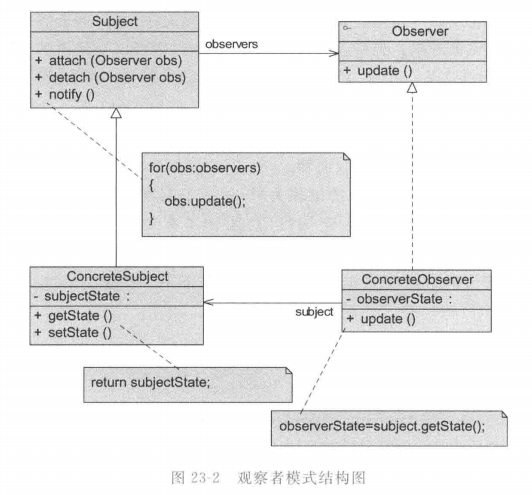 Subject
+ attach (Observer obs)
+ detach (Observer obs)
+ notify ()
observers
Observer
+ update ()
for(obs:observers)
{
obs.update();
}
ConcreteSubject
- subjectState :
+ getState ()
+ setState ()
subject
ConcreteObserver
- observerState :
+ update ()
return subjectState;
observerState=subject.getState();
图 23-2 观察者模式结构图